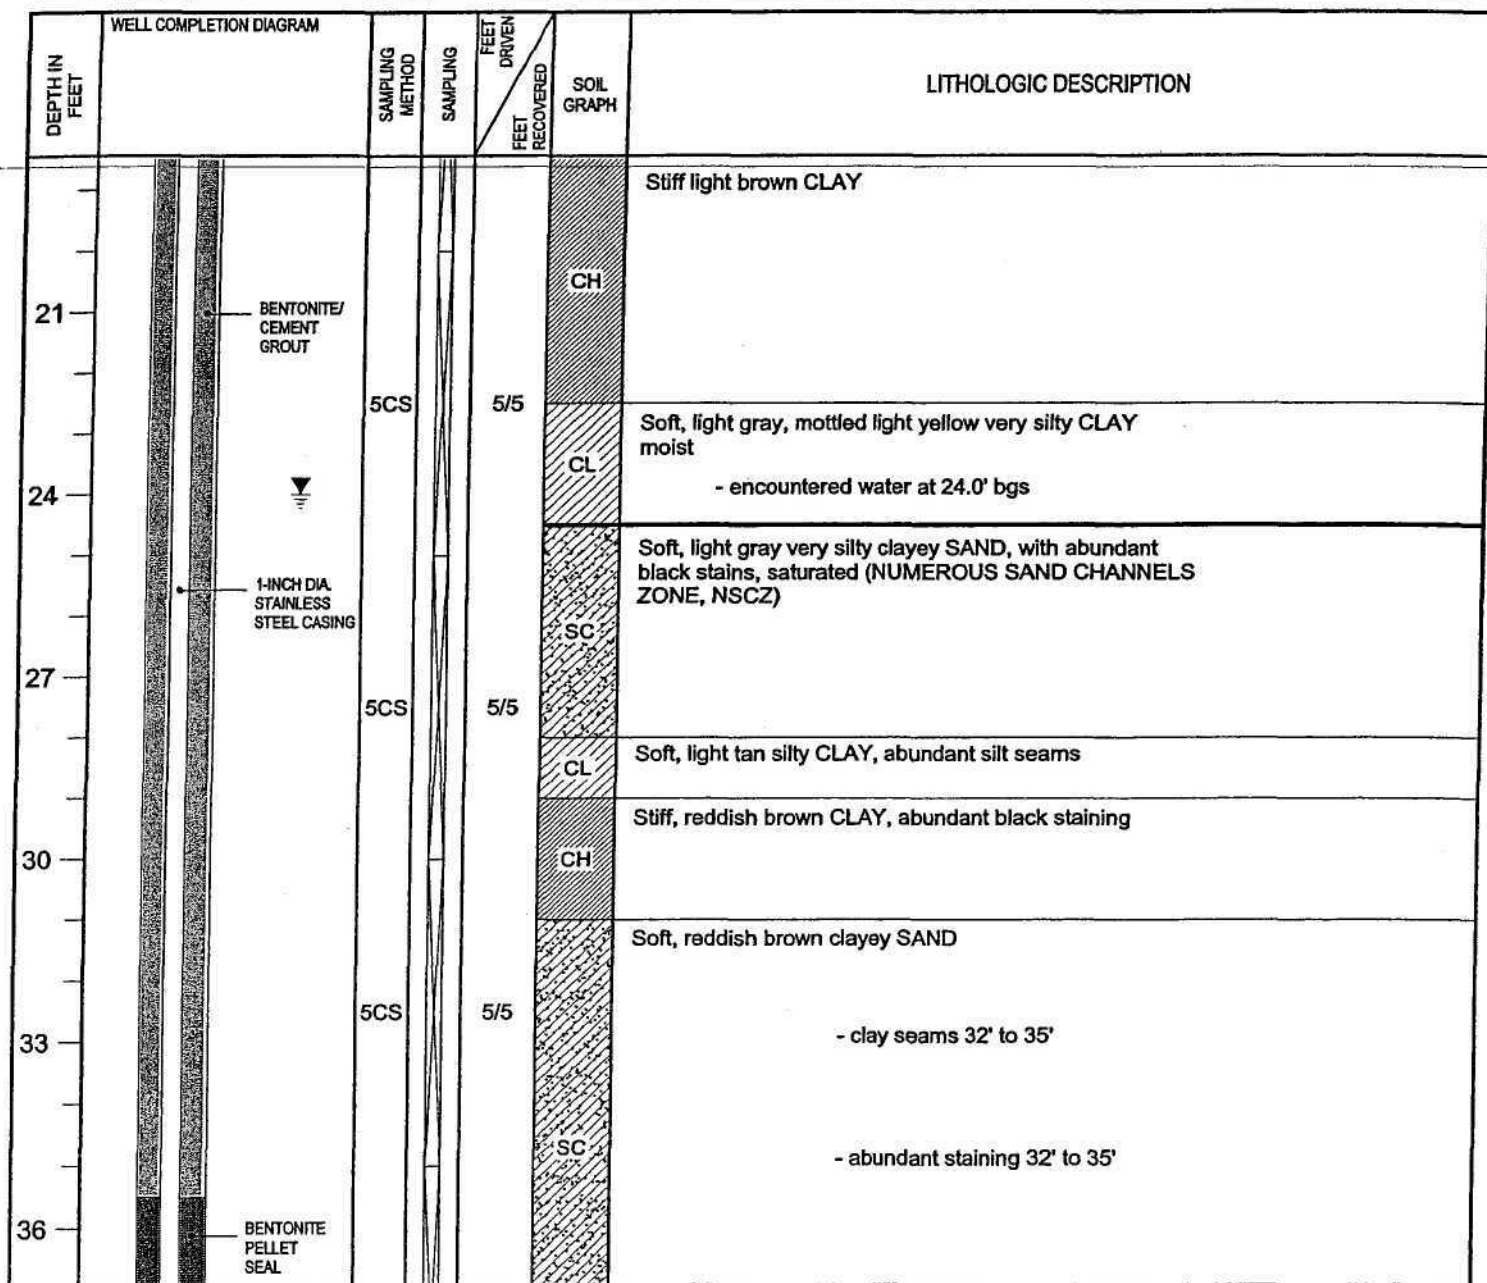 WELL COMPLETION DIAGRAM
DEPTH IN
FEET
SAMPLING
METHOD
SAMPLING
FEET
DRIVEN
FEET
RECOVERED
SOIL
GRAPH
LITHOLOGIC DESCRIPTION
Stiff light brown CLAY
CH
21
BENTONITE/
CEMENT
GROUT
5CS
5/5
Soft, light gray, mottled light yellow very silty CLAY
moist
CL
24
- encountered water at 24.0' bgs
Soft, light gray very silty clayey SAND, with abundant
black stains, saturated (NUMEROUS SAND CHANNELS
ZONE, NSCZ)
1-INCH DIA.
STAINLESS
STEEL CASING
SC
27
5CS
5/5
Soft, light tan silty CLAY, abundant silt seams
CL
Stiff, reddish brown CLAY, abundant black staining
30
CH
Soft, reddish brown clayey SAND
5CS
5/5
33
- clay seams 32' to 35'
SC
- abundant staining 32' to 35'
36
BENTONITE
PELLET
SEAL